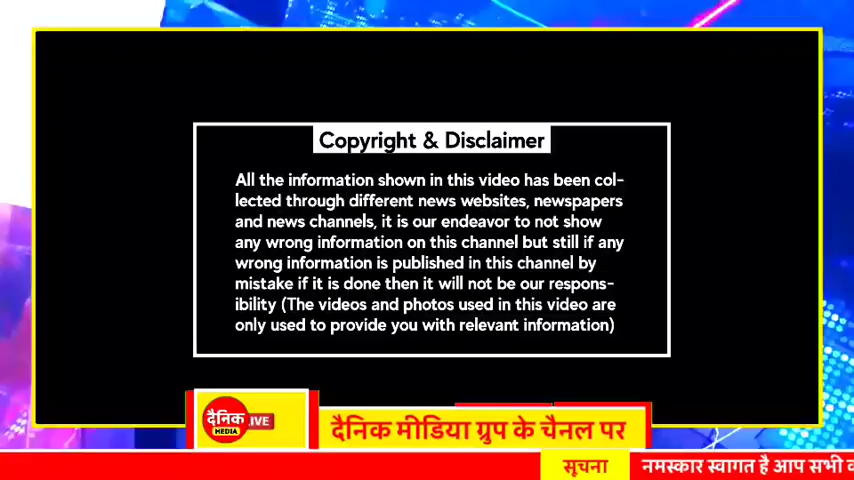 Copyright & Disclaimer
All the information shown in this video has been col-
lected through different news websites, newspapers
and news channels, it is our endeavor to not show
any wrong information on this channel but still if any
wrong information is published in this channel by
mistake if it is done then it will not be our respons-
ibility (The videos and photos used in this video are
only used to provide you with relevant information)
दैनिक
MEDIA
LIVE
दैनिक मीडिया ग्रुप के चैनल पर
सूचना
नमस्कार स्वागत है आप सभी